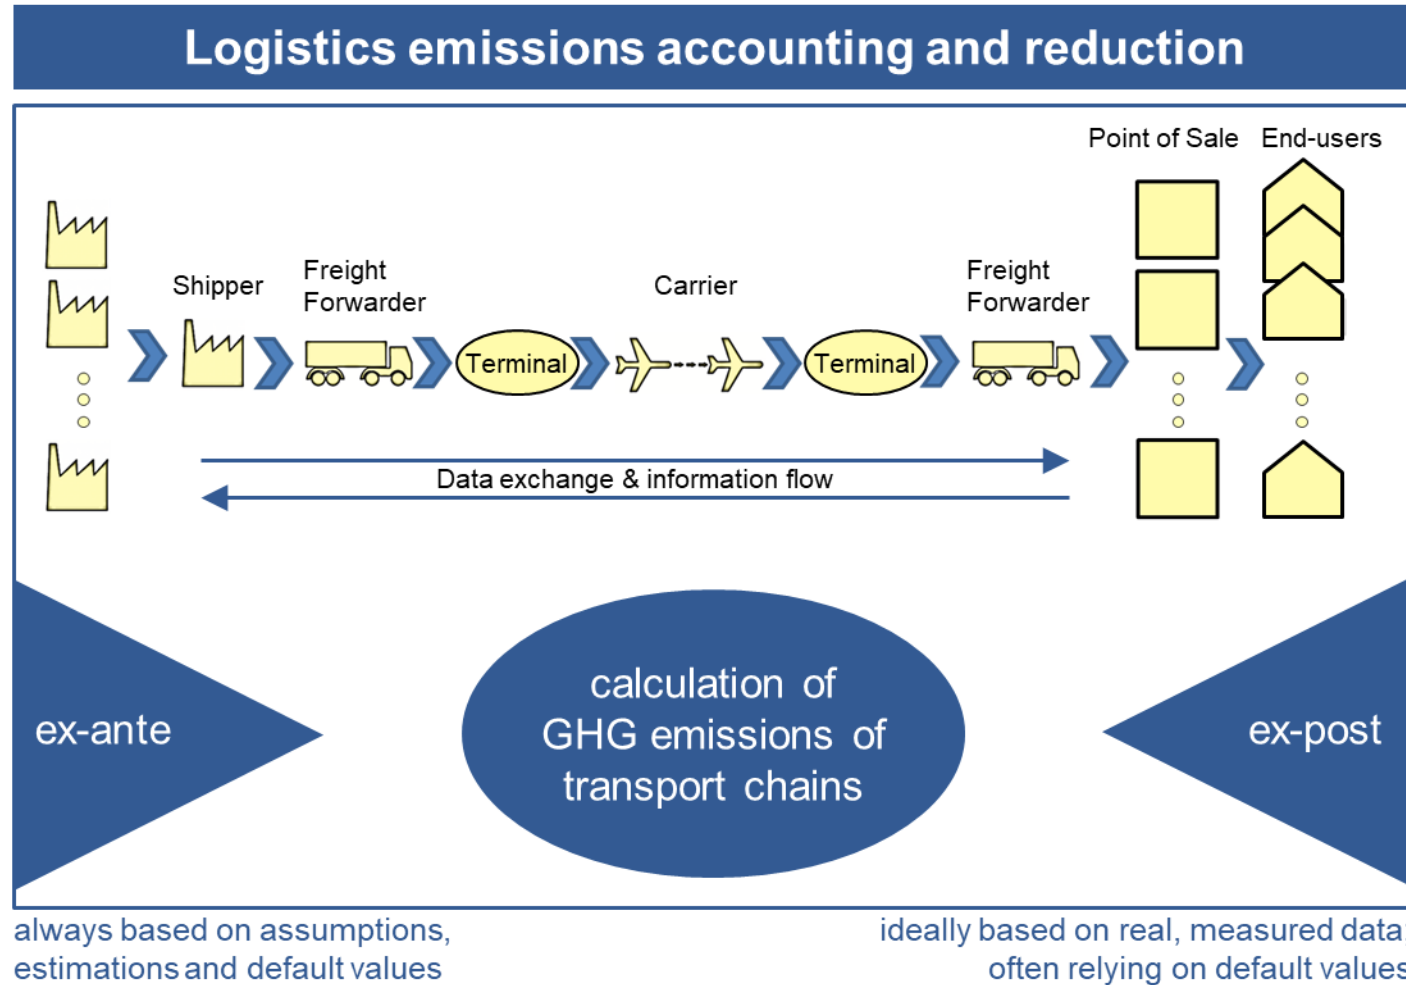 Logistics emissions accounting and reduction
Point of Sale
End-users
Shipper
Freight
Forwarder
Carrier
Freight
Forwarder
Terminal
Terminal
Data exchange & information flow
ex-ante
calculation of
GHG emissions of
transport chains
ex-post
always based on assumptions,
estimations and default values
ideally based on real, measured data;
often relying on default values